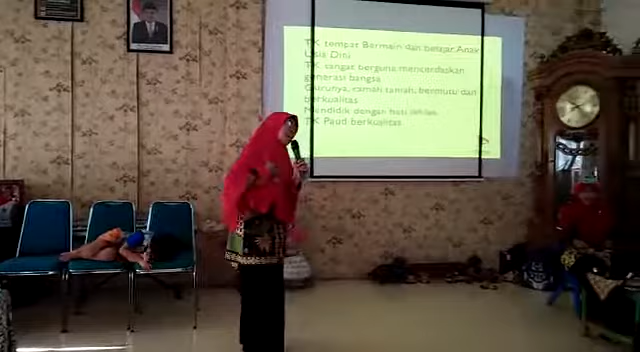 TK tempat Bermain dan belajar Anak
Usia Dini
TK sangat berguna mencerdaskan
generasi bangsa
Gurunya, ramah tamah, bermutu dan
berkualitas
Mendidik dengan hati ikhlas
TK Paud berkualitas